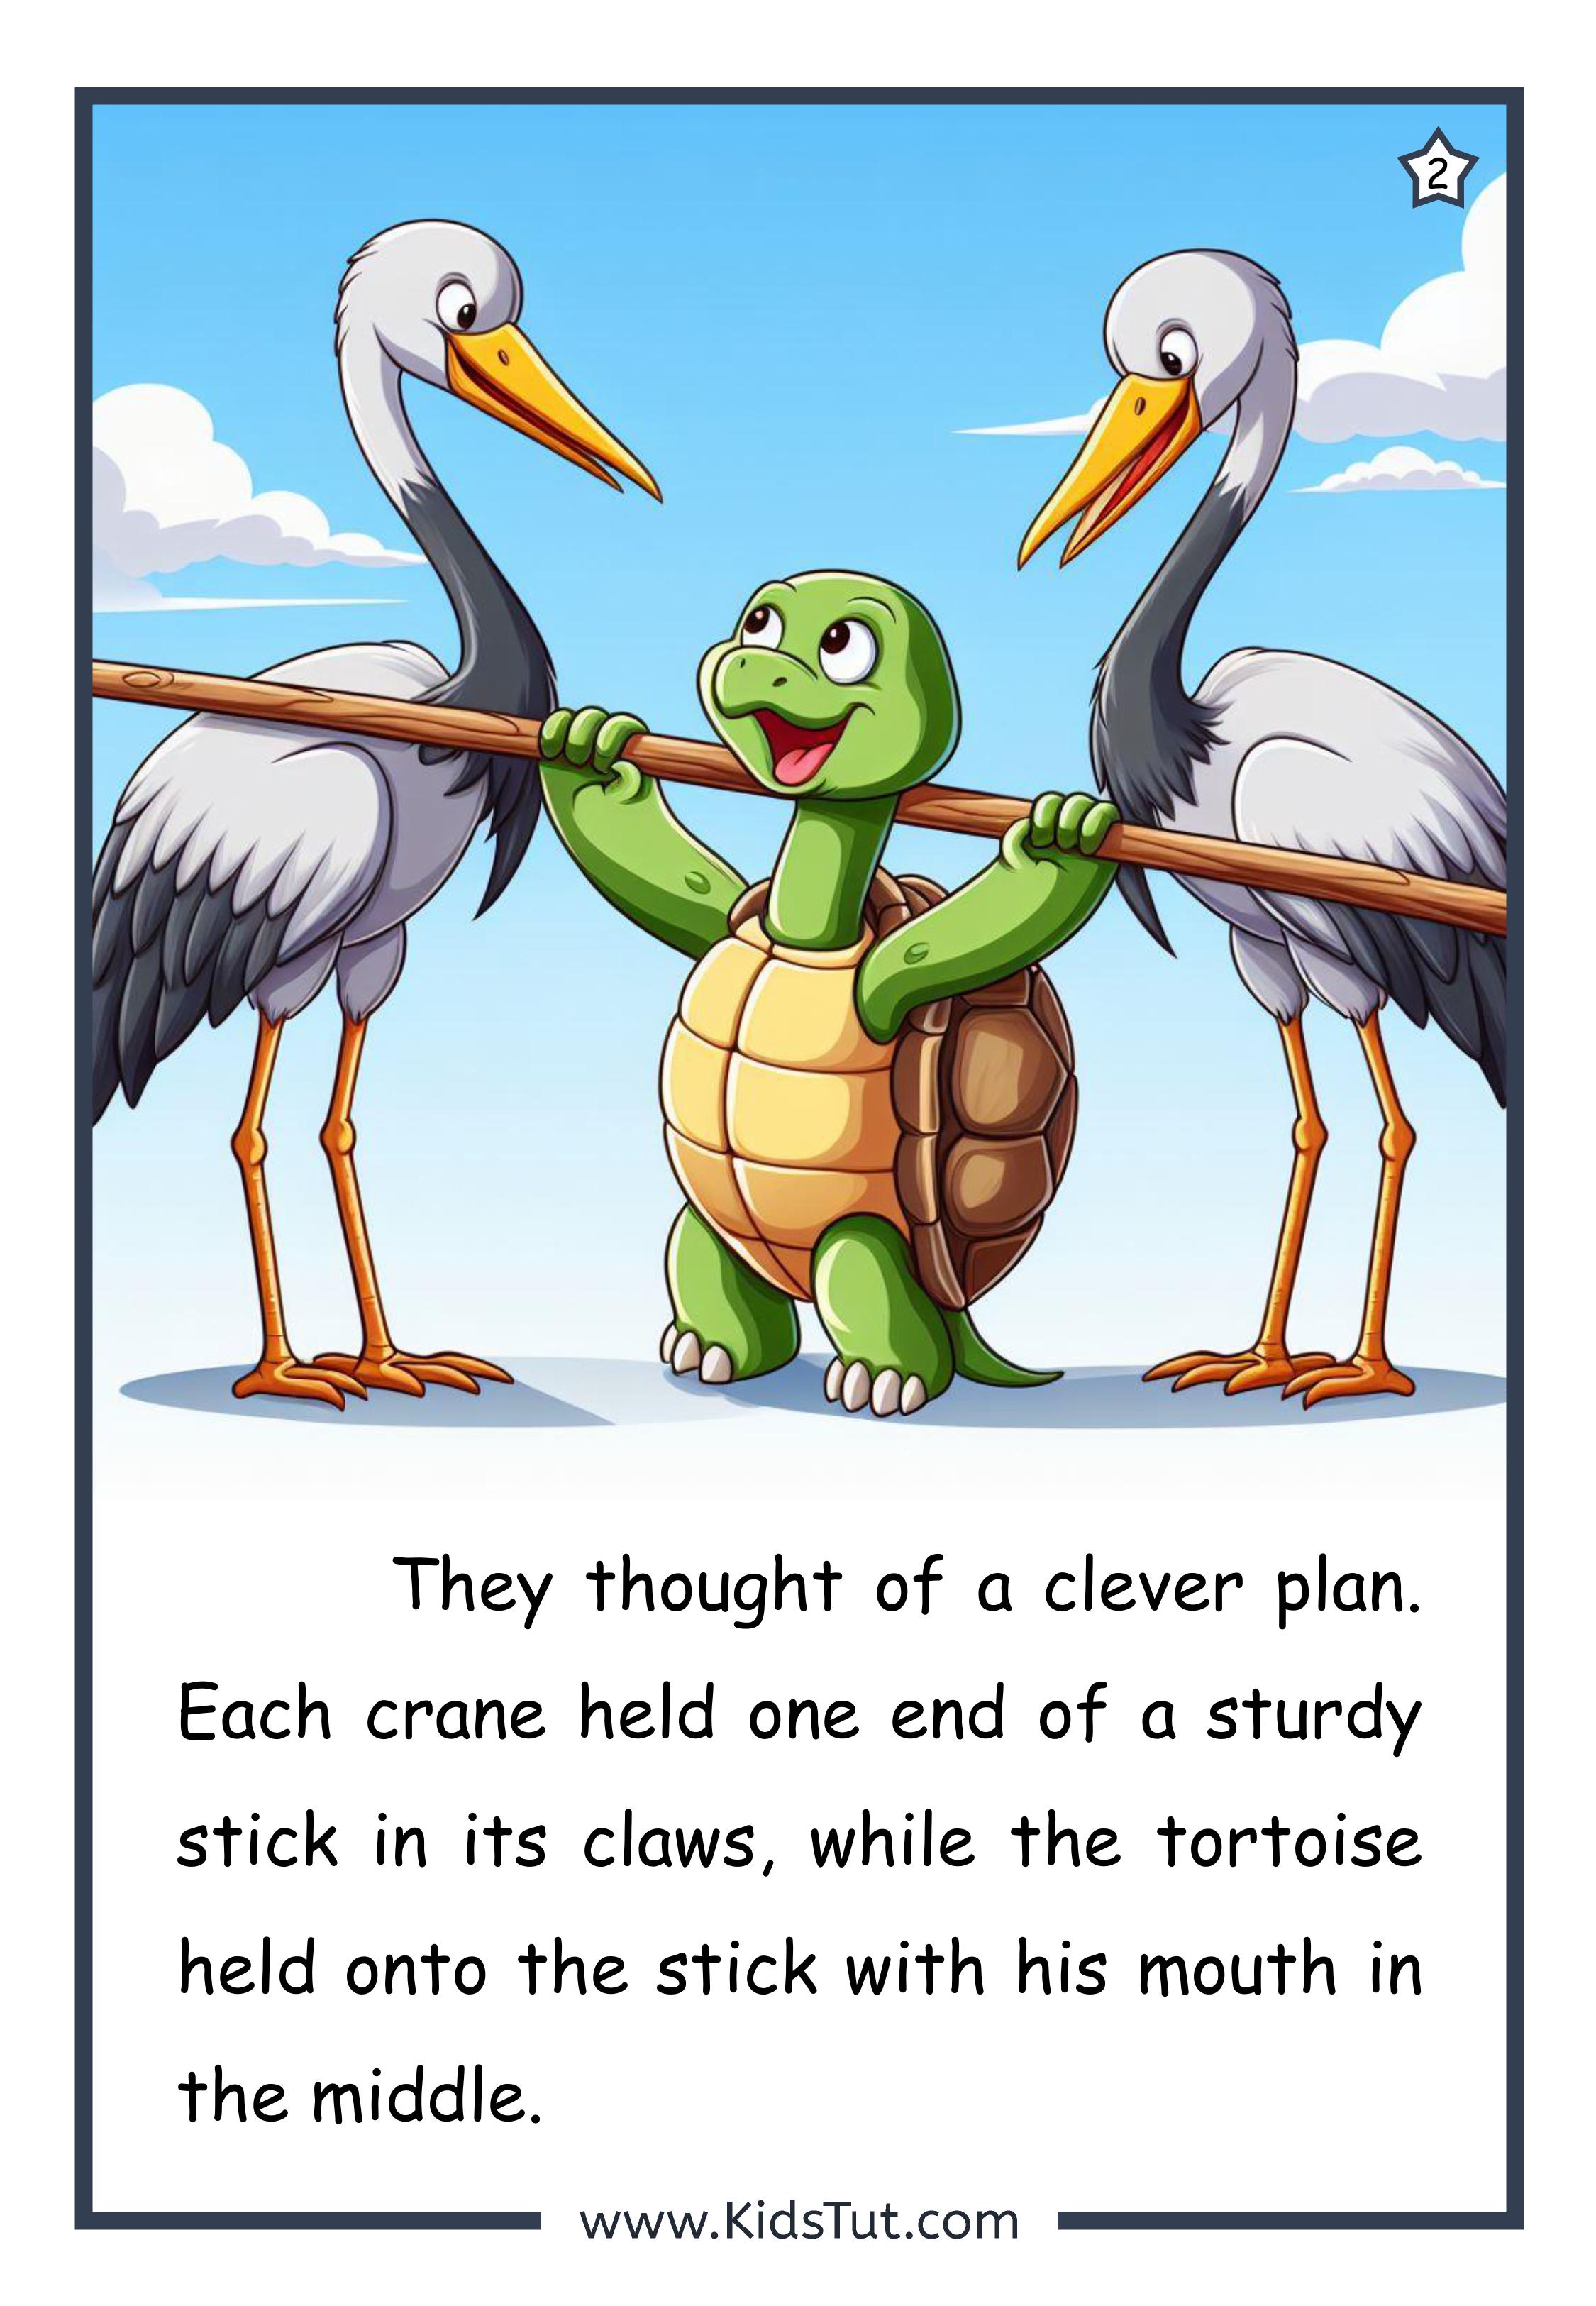 2
They thought of a clever plan.
Each crane held one end of a sturdy
stick in its claws, while the tortoise
held onto the stick with his mouth in
the middle.
www.KidsTut.com